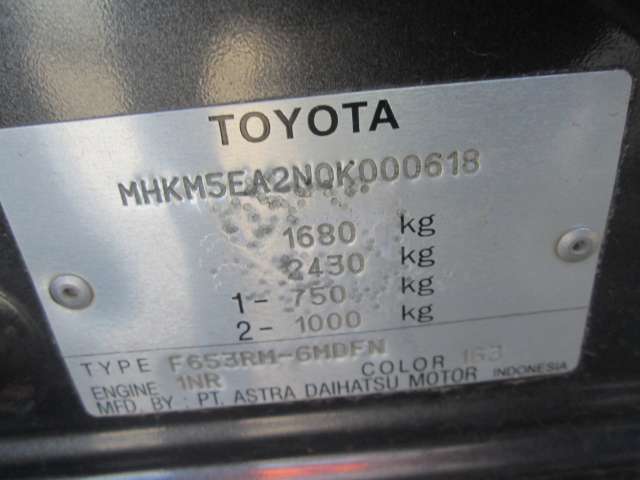 TOYOTA
MHKM5EA2NQK000618
1680 kg
2430 kg
1- 750 kg
2- 1000 kg
TYPE F653RM-GMDFN COLOR 1G3
ENGINE 1NR
MFD. BY : PT. ASTRA DAIHATSU MOTOR INDONESIA